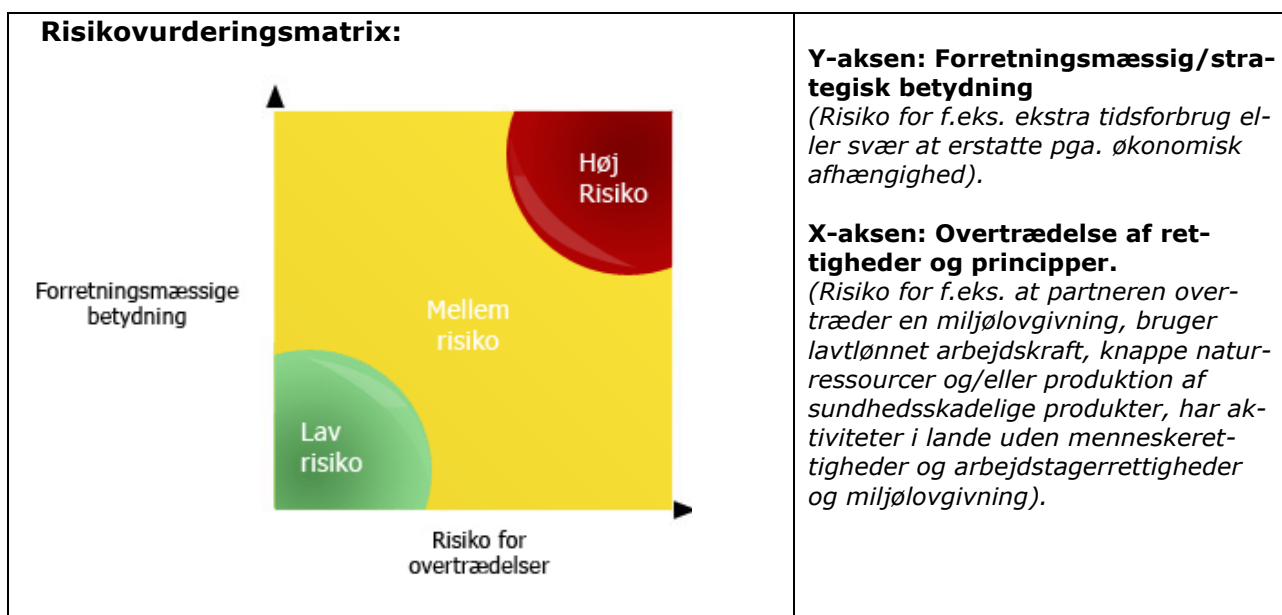 Risikovurderingsmatrix:
Høj
Risiko
Forretningsmæssige
betydning
Mellem
risiko
Lav
risiko
Risiko for
overtrædelser
Y-aksen: Forretningsmæssig/stra-
tegisk betydning
(Risiko for f.eks. ekstra tidsforbrug el-
ler svær at erstatte pga. økonomisk
afhængighed).
X-aksen: Overtrædelse af ret-
tigheder og principper.
(Risiko for f.eks. at partneren over-
træder en miljølovgivning, bruger
lavtlønnet arbejdskraft, knappe natur-
ressourcer og/eller produktion af
sundhedsskadelige produkter, har ak-
tiviteter i lande uden menneskeret-
tigheder og arbejdstagerrettigheder
og miljølovgivning).